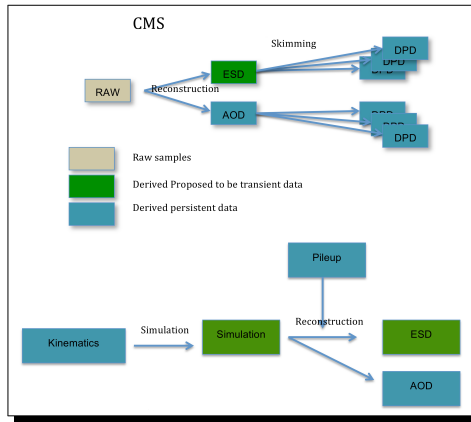 CMS
Skimming
DPD
DPD
DPD
ESD
RAW
Reconstruction
AOD
DPD
DPD
DPD
Raw samples
Derived Proposed to be transient data
Derived persistent data
Pileup
Simulation
Reconstruction
Kinematics
Simulation
ESD
AOD